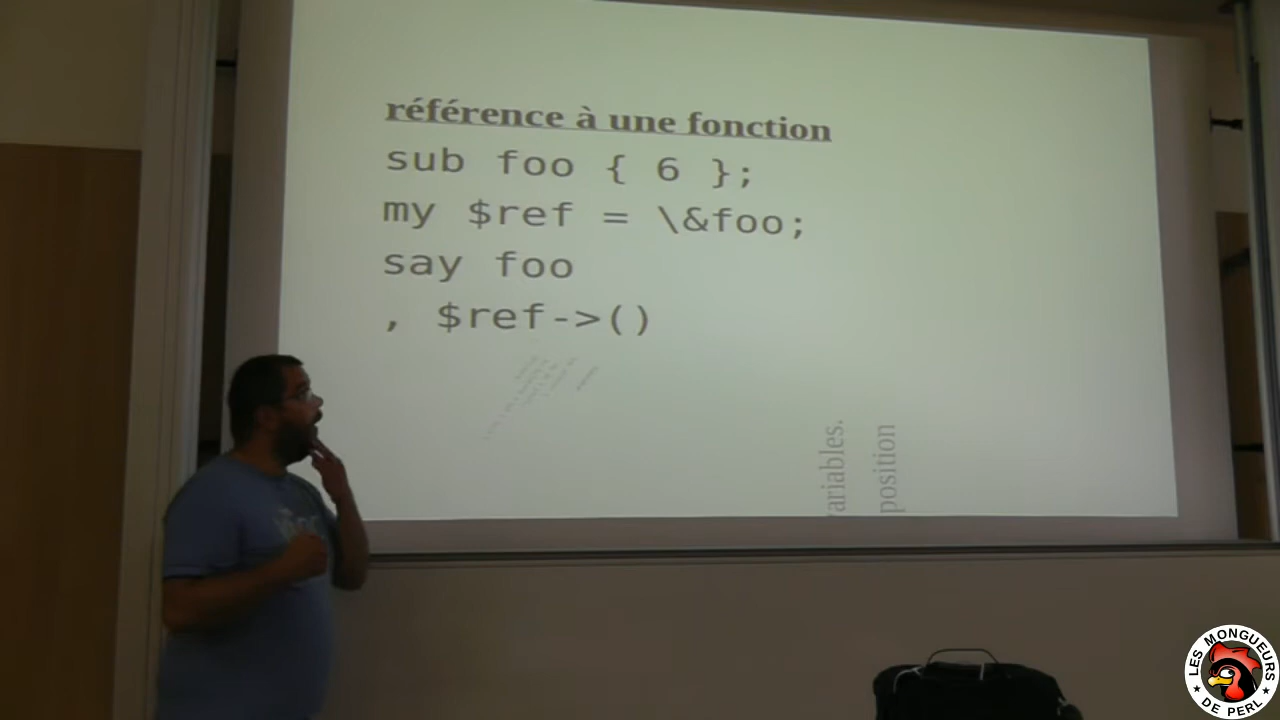 référence à une fonction
sub foo { 6 };
my $ref = \&foo;
say foo
, $ref->()
ariables.
position
LES MONGUEURS
DE PERL